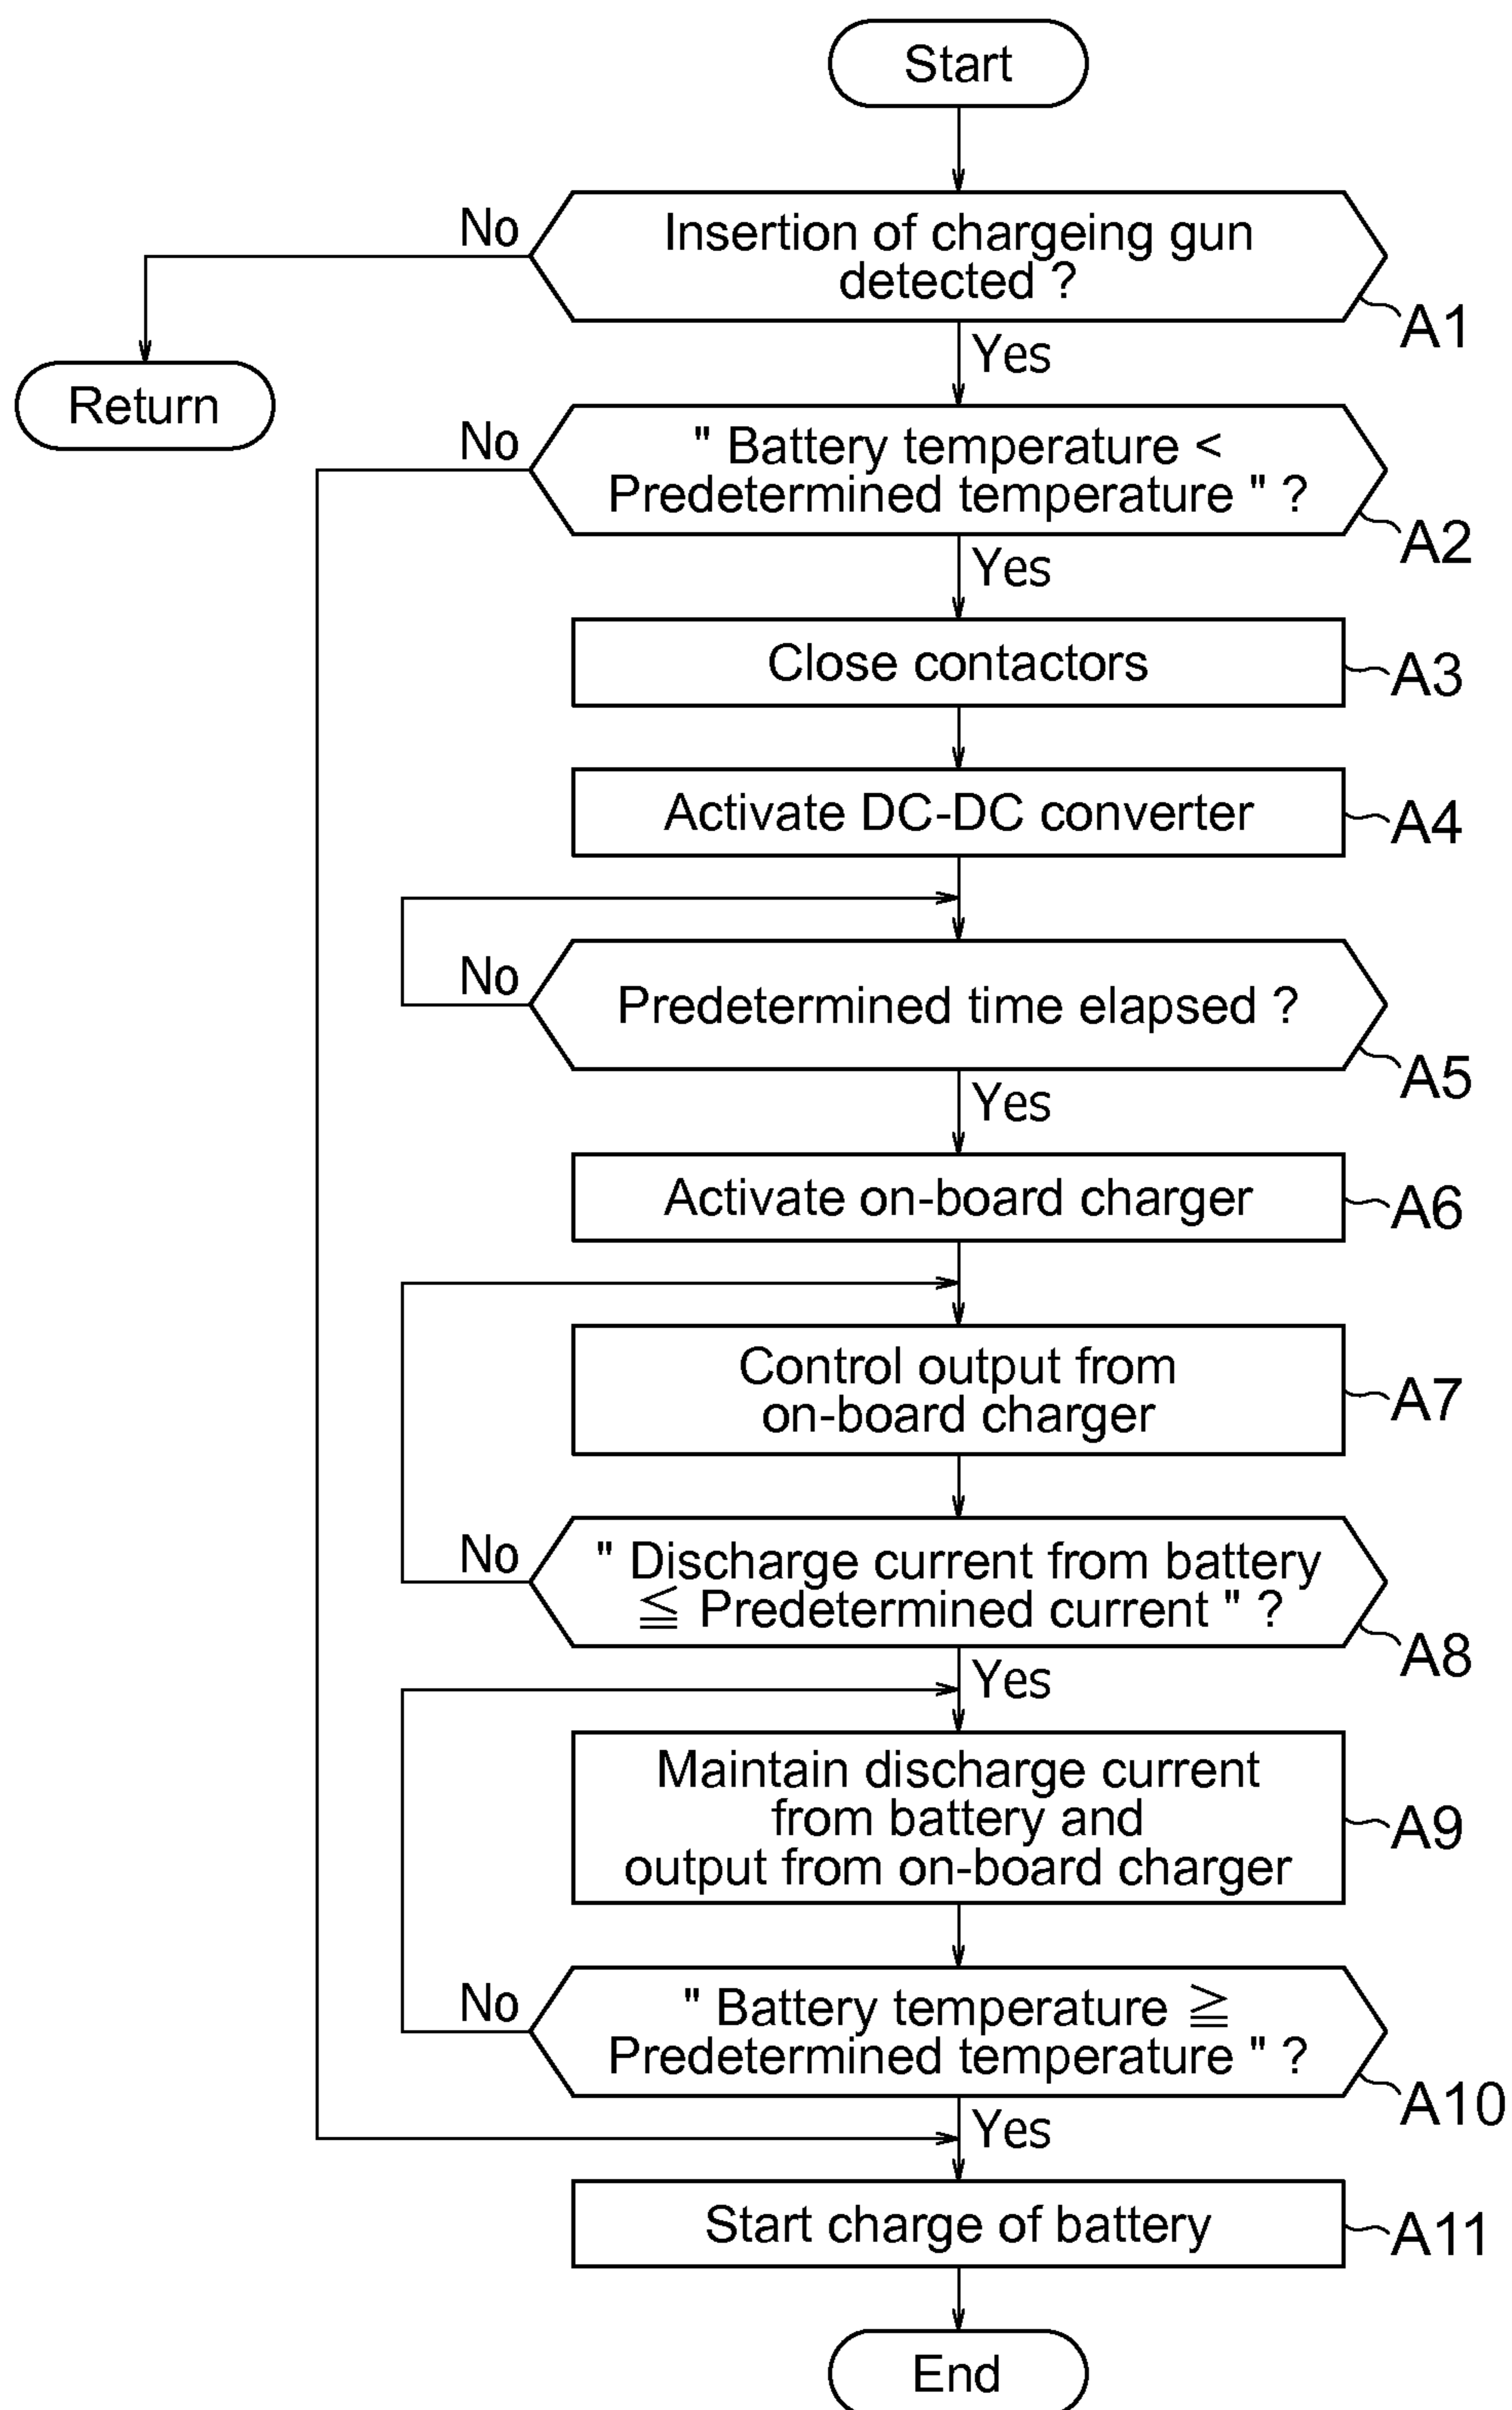 Start
No
Insertion of chargeing gun
detected ?
A1
Yes
Return
No
" Battery temperature <
Predetermined temperature " ?
A2
Yes
Close contactors
A3
Activate DC-DC converter
A4
No
Predetermined time elapsed ?
A5
Yes
Activate on-board charger
A6
Control output from
on-board charger
A7
No
" Discharge current from battery
≦ Predetermined current " ?
A8
Yes
Maintain discharge current
from battery and
output from on-board charger
A9
No
" Battery temperature ≧
Predetermined temperature " ?
A10
Yes
Start charge of battery
A11
End